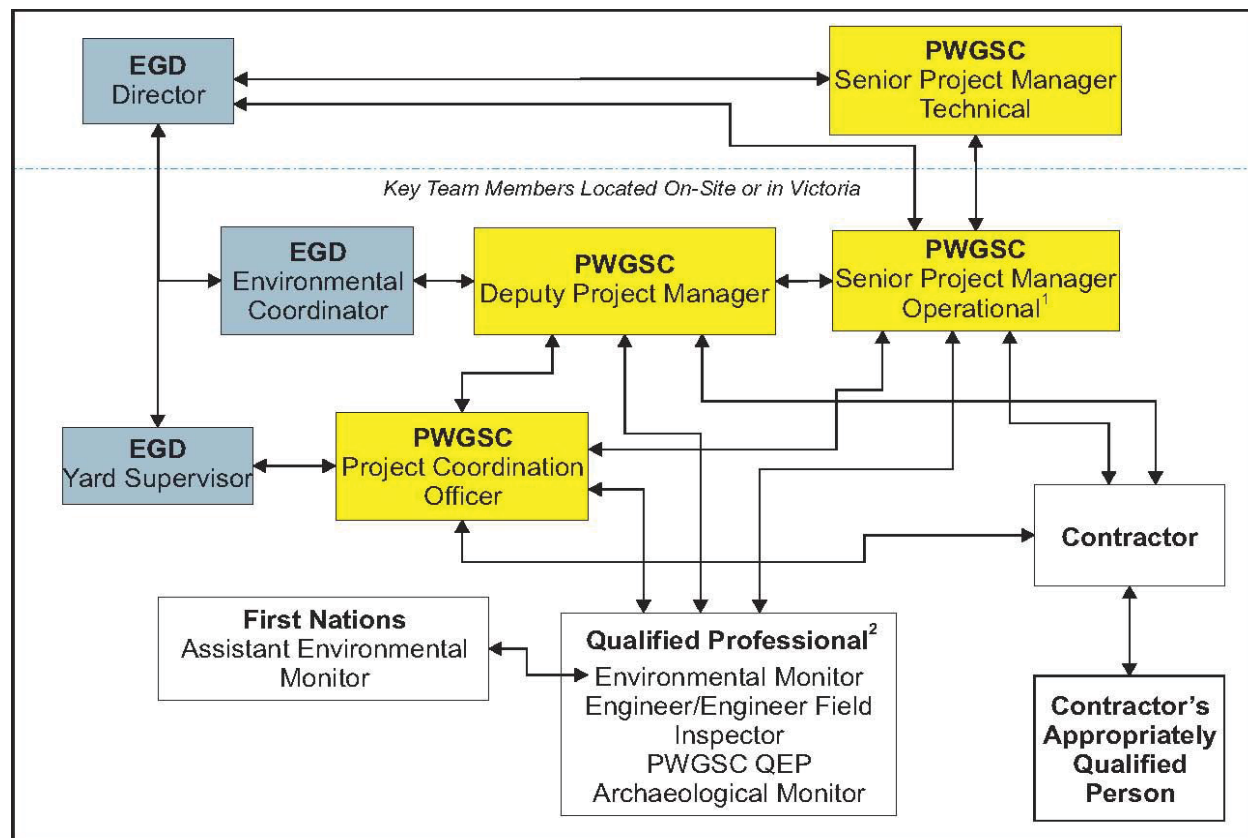 EGD
Director
PWGSC
Senior Project Manager
Technical
Key Team Members Located On-Site or in Victoria
EGD
Environmental
Coordinator
PWGSC
Deputy Project Manager
PWGSC
Senior Project Manager
Operational¹
EGD
Yard Supervisor
PWGSC
Project Coordination
Officer
Contractor
First Nations
Assistant Environmental
Monitor
Qualified Professional²
Environmental Monitor
Engineer/Engineer Field
Inspector
PWGSC QEP
Archaeological Monitor
Contractor's
Appropriately
Qualified
Person